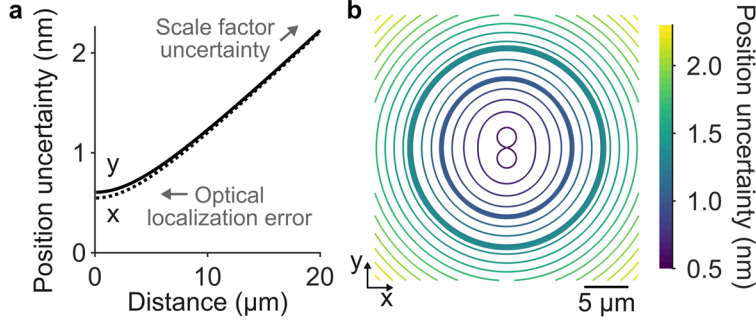 a
Position uncertainty (nm)
2
1
0
Scale factor
uncertainty
y
x
Optical
localization error
0
10
20
Distance (μm)
b
y
x
5 μm
2.0
1.5
1.0
0.5
Position uncertainty (nm)